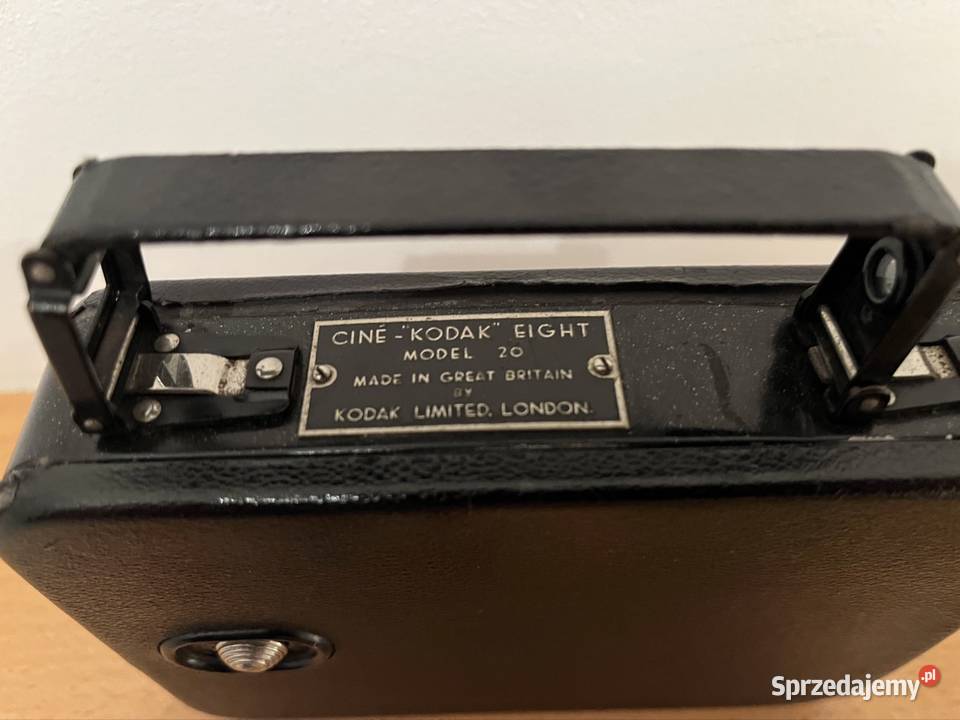 CINÉ-"KODAK" EIGHT
MODEL 20
MADE IN GREAT BRITAIN
BY
KODAK LIMITED. LONDON.
Sprzedajemy.pl